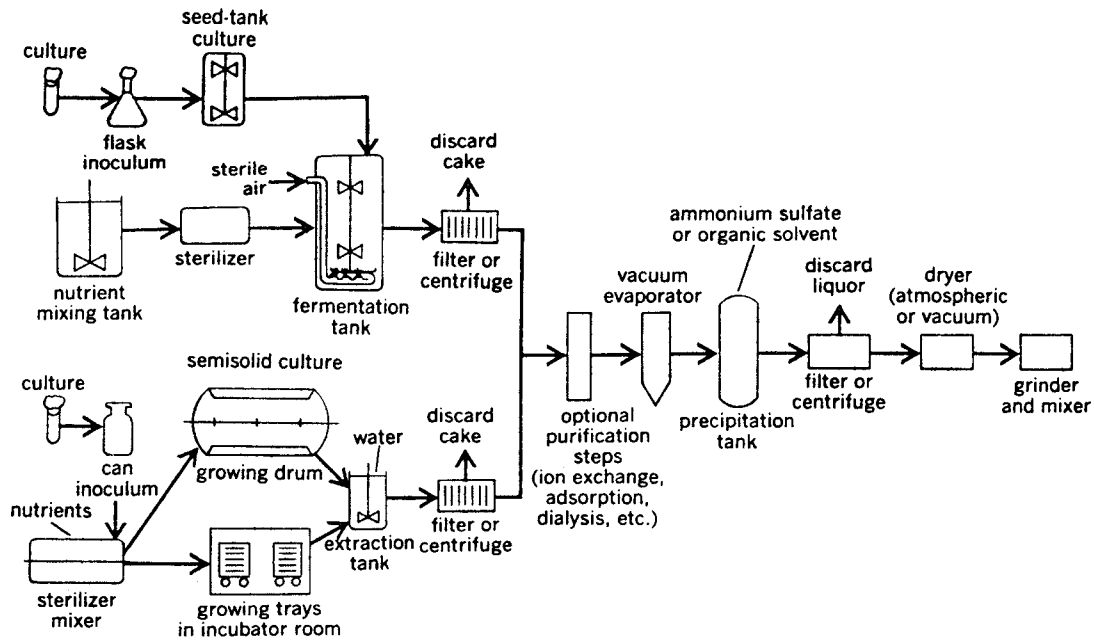 seed-tank
culture
culture
flask
inoculum
sterile
air
discard
cake
sterilizer
nutrient
mixing tank
fermentation
tank
filter or
centrifuge
ammonium sulfate
or organic solvent
vacuum
evaporator
discard
liquor
dryer
(atmospheric
or vacuum)
optional
purification
steps
(ion exchange,
adsorption,
dialysis, etc.)
precipitation
tank
filter or
centrifuge
grinder
and mixer
semisolid culture
culture
can
inoculum
growing drum
water
discard
cake
nutrients
filter or
centrifuge
extraction
tank
sterilizer
mixer
growing trays
in incubator room